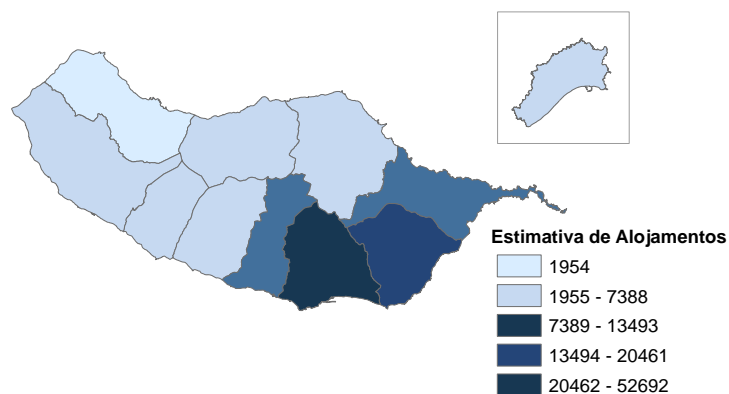 Estimativa de Alojamentos
1954
1955 - 7388
7389 - 13493
13494 - 20461
20462 - 52692